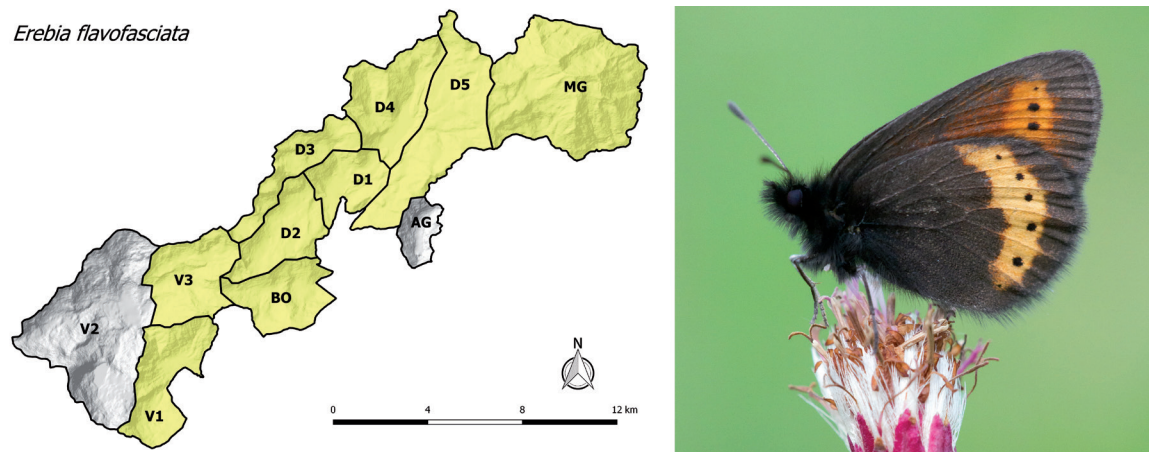 Erebia flavofasciata
D5
MG
D4
D3
D1
AG
D2
V3
BO
V2
V1
N
0 4 8 12 km